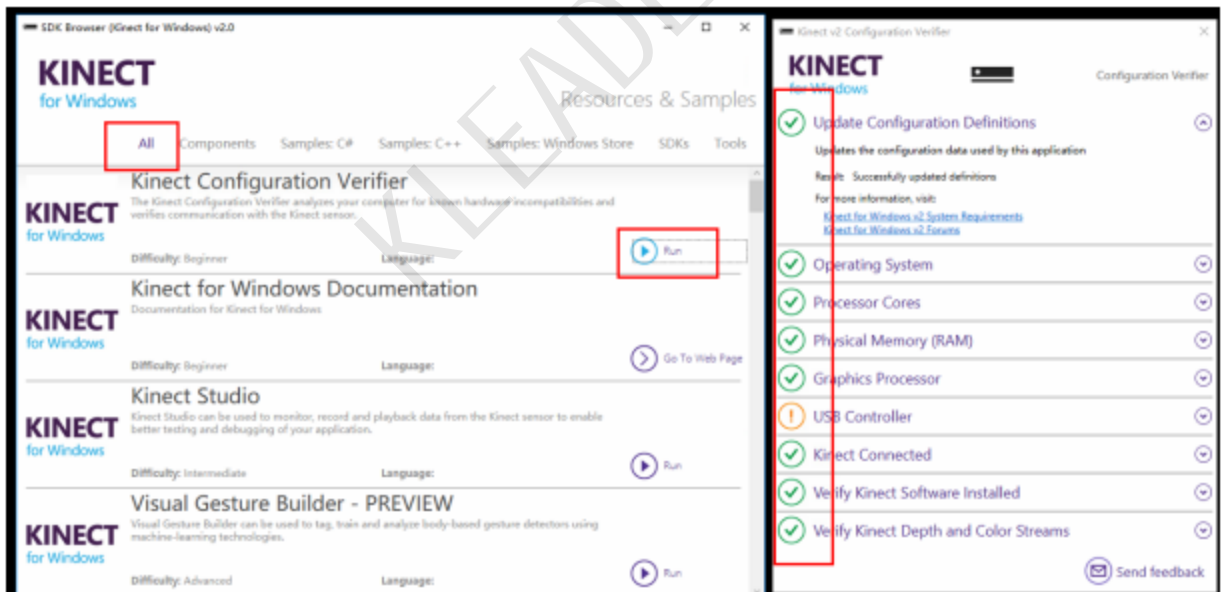 SDK Browser (Kinect for Windows) v2.0
KINECT
for Windows
Resources & Samples
All Components Samples: C# Samples: C++ Samples: Windows Store SDKs Tools
KINECT
for Windows
Kinect Configuration Verifier
The Kinect Configuration Verifier analyzes your computer for known hardware incompatibilities and
verifies communication with the Kinect sensor.
Difficulty: Beginner Language:
Run
KINECT
for Windows
Kinect for Windows Documentation
Documentation for Kinect for Windows
Difficulty: Beginner Language:
Go To Web Page
KINECT
for Windows
Kinect Studio
Kinect Studio can be used to monitor, record and playback data from the Kinect sensor to enable
better testing and debugging of your application.
Difficulty: Intermediate Language:
Run
KINECT
for Windows
Visual Gesture Builder - PREVIEW
Visual Gesture Builder can be used to tag, train and analyze body-based gesture detectors using
machine-learning technologies.
Difficulty: Advanced Language:
Run
Kinect v2 Configuration Verifier
KINECT
for Windows
Configuration Verifier
Update Configuration Definitions
Updates the configuration data used by this application
Result: Successfully updated definitions
For more information, visit:
Kinect for Windows v2 System Requirements
Kinect for Windows v2 Forums
Operating System
Processor Cores
Physical Memory (RAM)
Graphics Processor
USB Controller
Kinect Connected
Verify Kinect Software Installed
Verify Kinect Depth and Color Streams
Send feedback